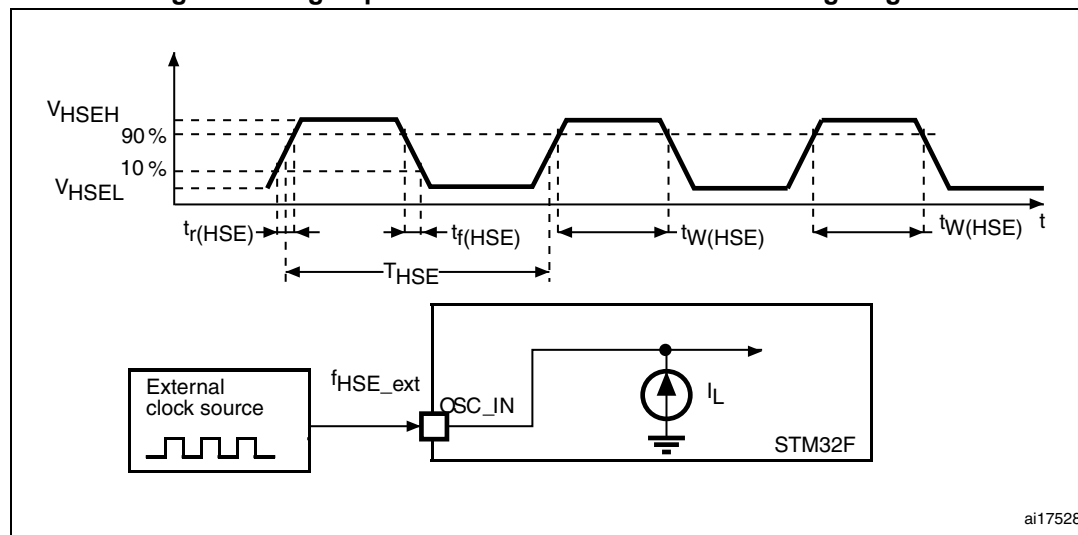 VHSEH
90 %
10 %
VHSEL
tr(HSE)
tf(HSE)
tW(HSE)
tW(HSE)
t
THSE
External
clock source
fHSE_ext
OSC_IN
IL
STM32F
ai17528